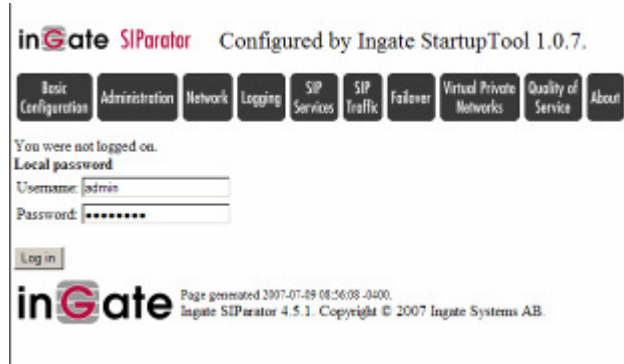 inGate SIParator Configured by Ingate StartupTool 1.0.7.
Basic Configuration Administration Network Logging SIP Services SIP Traffic Failover Virtual Private Networks Quality of Service About
You were not logged on.
Local password
Username: admin
Password: ••••••••
Log in
inGate Page generated 2007-07-09 08:56:08 -0400.
Ingate SIParator 4.5.1. Copyright © 2007 Ingate Systems AB.